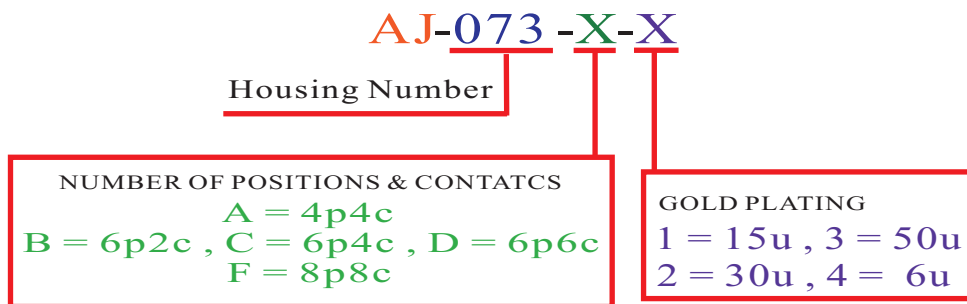 AJ-073 -X-X
Housing Number
NUMBER OF POSITIONS & CONTATCS
A = 4p4c
B = 6p2c , C = 6p4c , D = 6p6c
F = 8p8c
GOLD PLATING
1 = 15u , 3 = 50u
2 = 30u , 4 = 6u